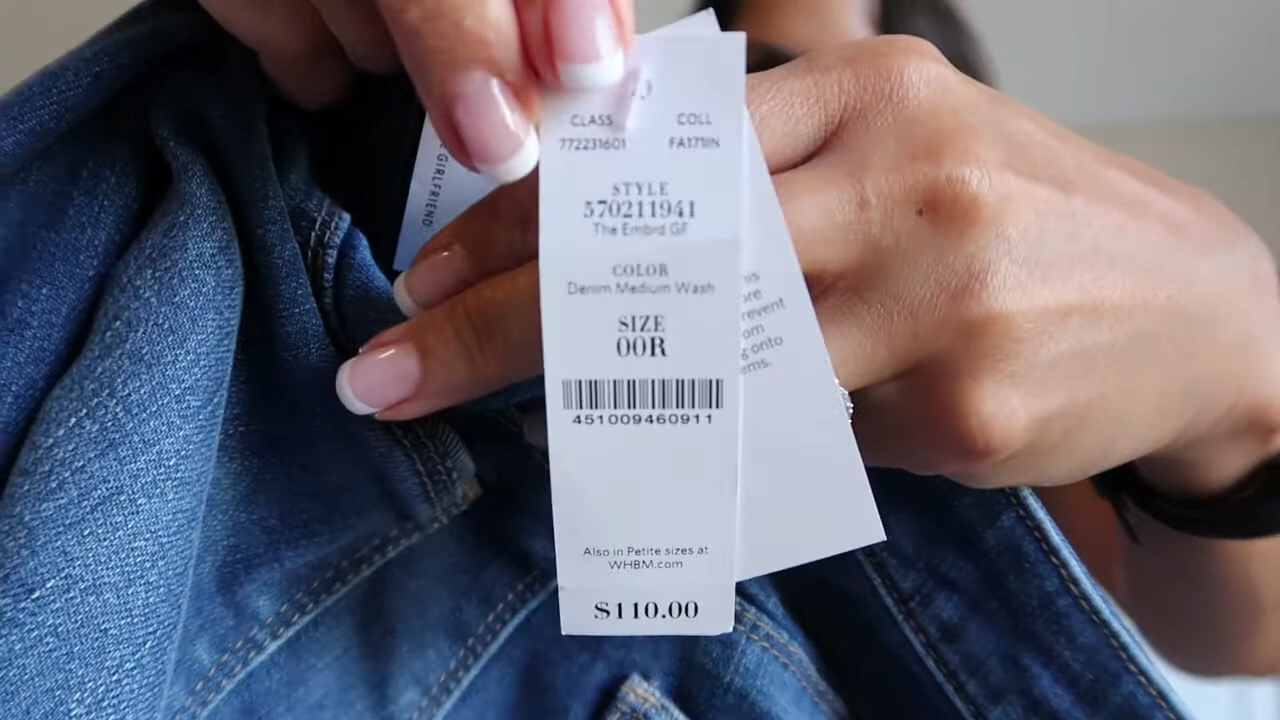 CLASS COLL
772231601 FA171IN
STYLE
570211941
The Embrd GF
COLOR
Denim Medium Wash
SIZE
00R
451009460911
Also in Petite sizes at
WHBM.com
$110.00
GIRLFRIEND
onto